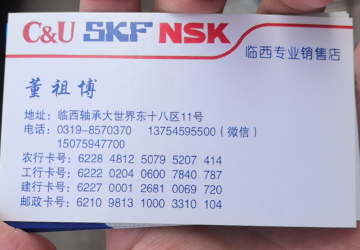 C&U SKF NSK
临西专业销售店
董祖博
地址：临西轴承大世界东十八区11号
电话：0319-8570370 13754595500（微信）
15075947700
农行卡号：6228 4812 5079 5207 414
工行卡号：6222 0204 0600 7840 787
建行卡号：6227 0001 2681 0069 720
邮政卡号：6210 9813 1000 3310 104